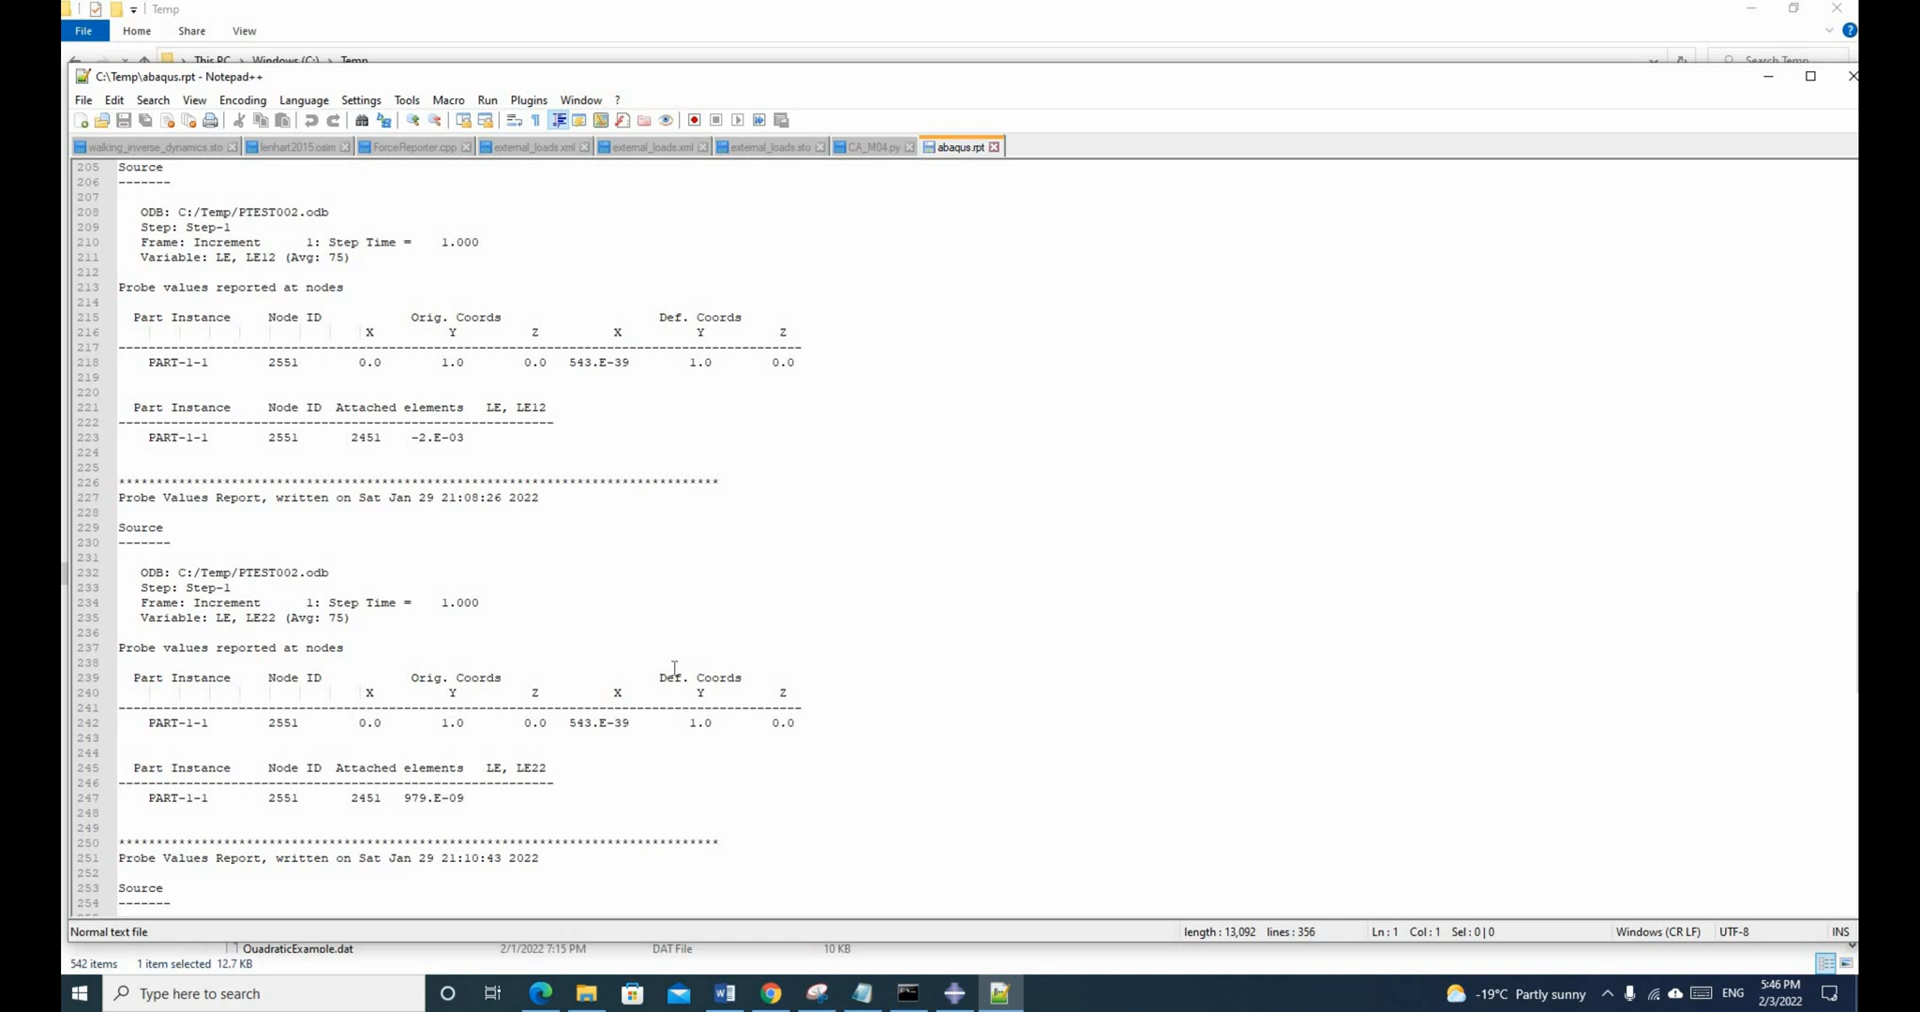 Temp
File Home Share View
This PC > Windows (C:) > Temp Search Temp
C:\Temp\abaqus.rpt - Notepad++
File Edit Search View Encoding Language Settings Tools Macro Run Plugins Window ?
walking_inverse_dynamics.sto lenhart2015.osim ForceReporter.cpp external_loads.xml external_loads.xml external_loads.sto CA_M04.py abaqus.rpt
205 Source
206 -------
207
208 ODB: C:/Temp/PTEST002.odb
209 Step: Step-1
210 Frame: Increment 1: Step Time = 1.000
211 Variable: LE, LE12 (Avg: 75)
212
213 Probe values reported at nodes
214
215 Part Instance Node ID Orig. Coords Def. Coords
216 X Y Z X Y Z
217 -------------------------------------------------------------------------------------------
218 PART-1-1 2551 0.0 1.0 0.0 543.E-39 1.0 0.0
219
220
221 Part Instance Node ID Attached elements LE, LE12
222 ----------------------------------------------------------
223 PART-1-1 2551 2451 -2.E-03
224
225
226 ********************************************************************************
227 Probe Values Report, written on Sat Jan 29 21:08:26 2022
228
229 Source
230 -------
231
232 ODB: C:/Temp/PTEST002.odb
233 Step: Step-1
234 Frame: Increment 1: Step Time = 1.000
235 Variable: LE, LE22 (Avg: 75)
236
237 Probe values reported at nodes
238
239 Part Instance Node ID Orig. Coords Def. Coords
240 X Y Z X Y Z
241 -------------------------------------------------------------------------------------------
242 PART-1-1 2551 0.0 1.0 0.0 543.E-39 1.0 0.0
243
244
245 Part Instance Node ID Attached elements LE, LE22
246 ----------------------------------------------------------
247 PART-1-1 2551 2451 979.E-09
248
249
250 ********************************************************************************
251 Probe Values Report, written on Sat Jan 29 21:10:43 2022
252
253 Source
254 -------
Normal text file length : 13,092 lines : 356 Ln : 1 Col : 1 Sel : 0 | 0 Windows (CR LF) UTF-8 INS
QuadraticExample.dat 2/1/2022 7:15 PM DAT File 10 KB
542 items 1 item selected 12.7 KB
Type here to search -19°C Partly sunny ENG 5:46 PM
2/3/2022